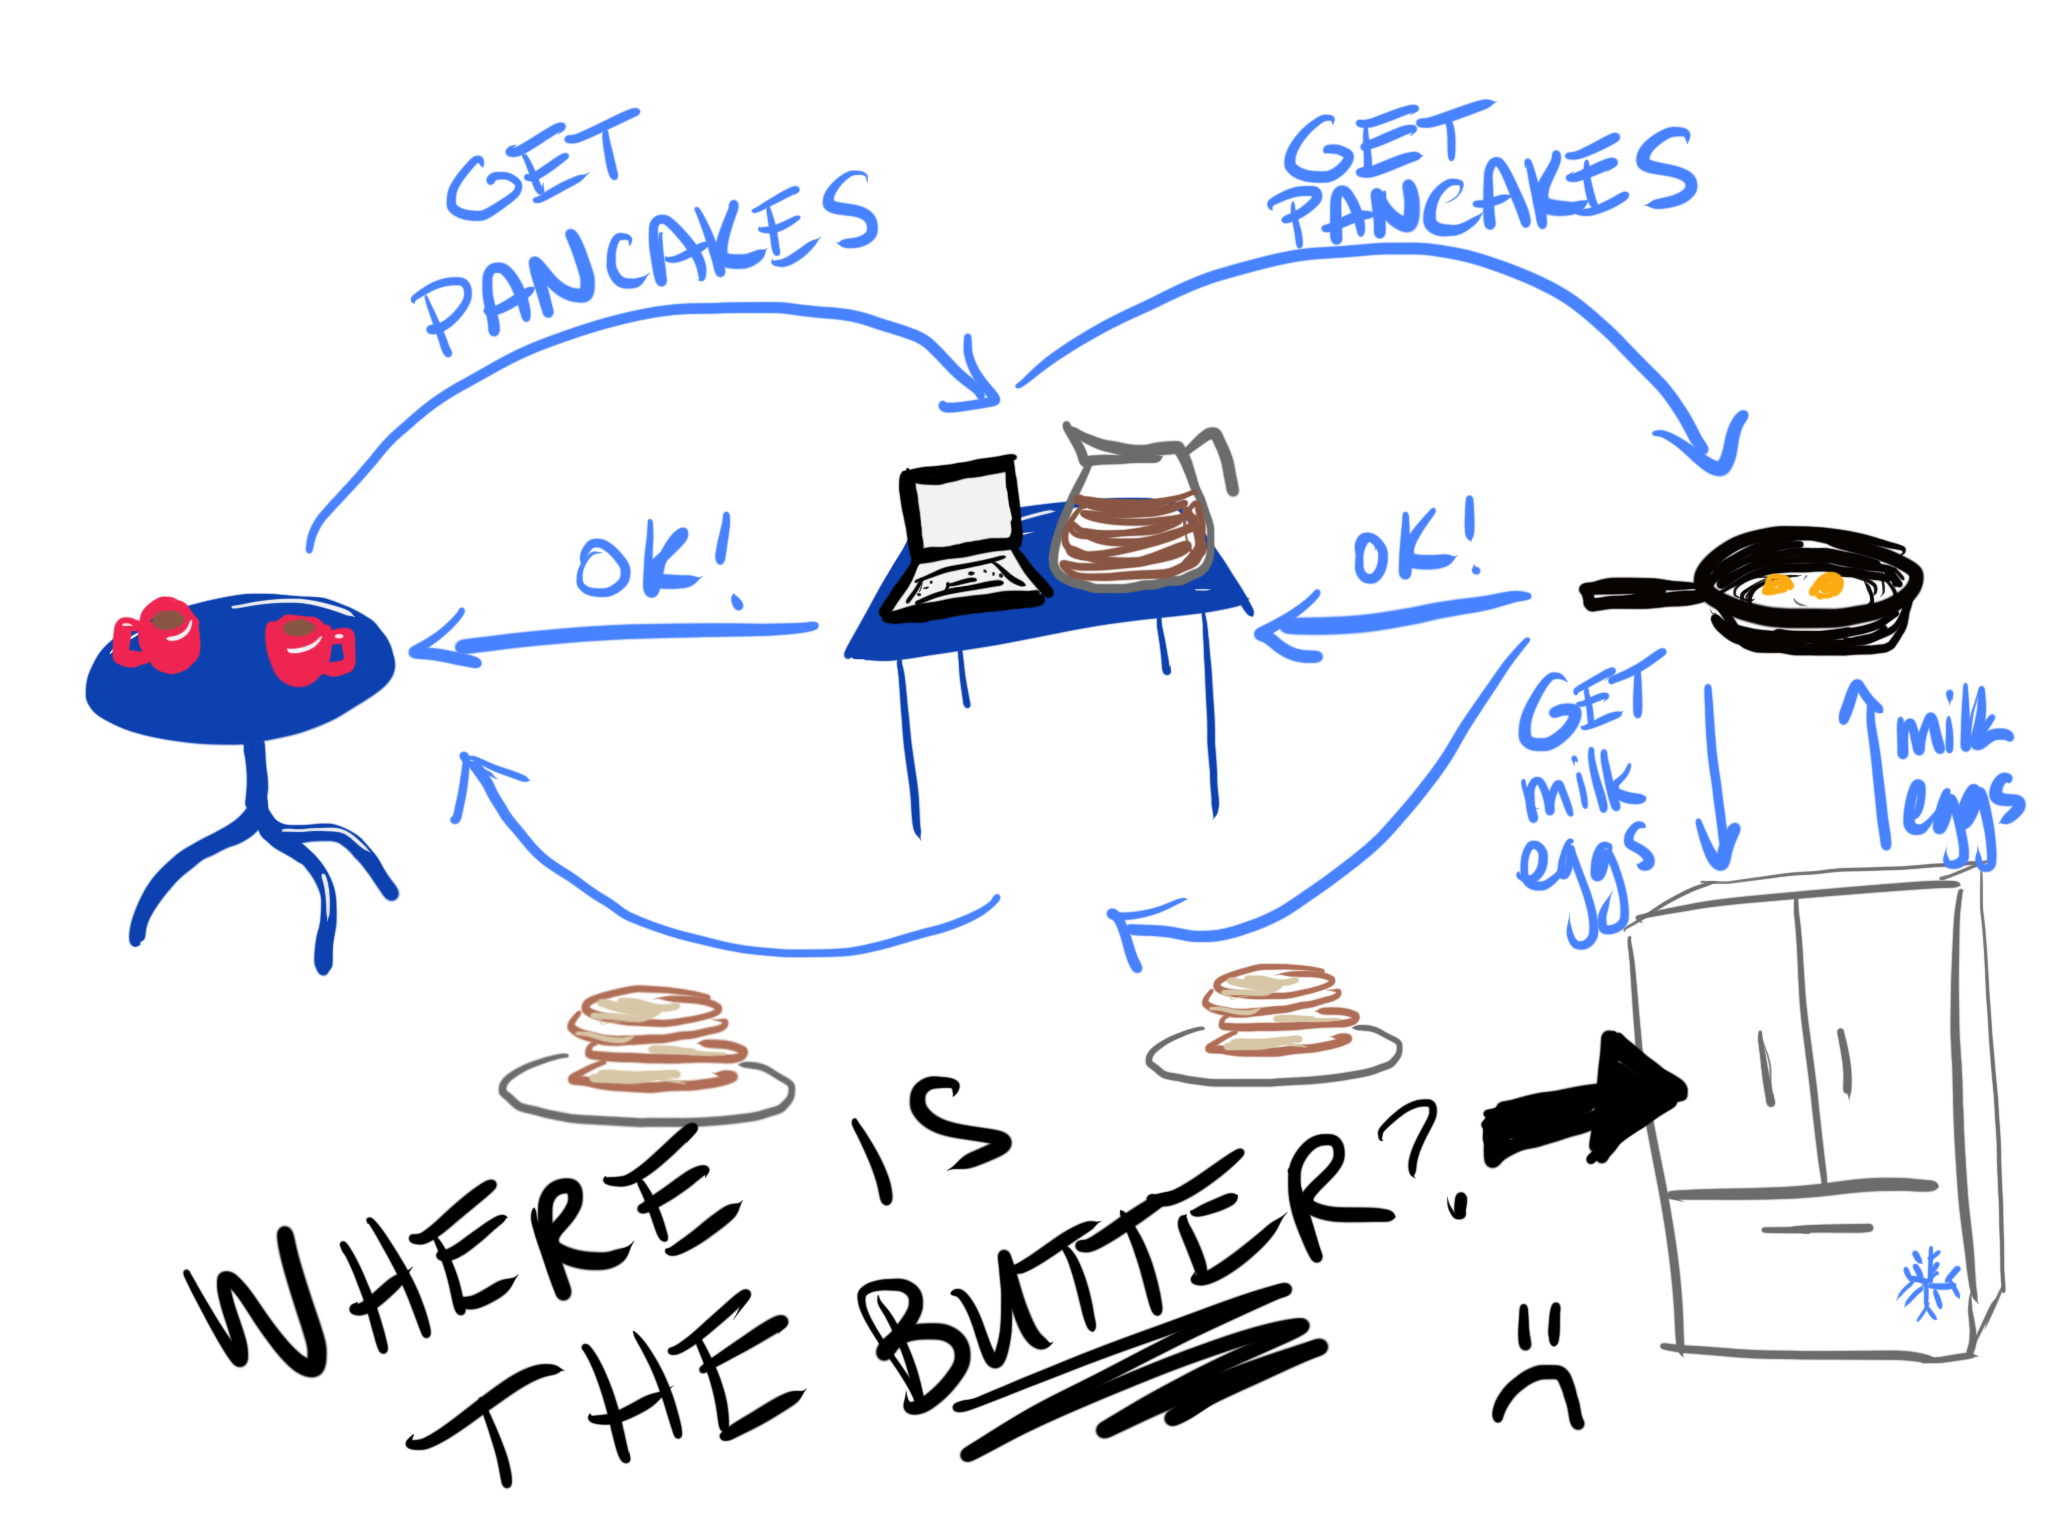 GET
PANCAKES
GET
PANCAKES
OK!
OK!
GET
milk
eggs
milk
eggs
WHERE IS
THE BUTTER?